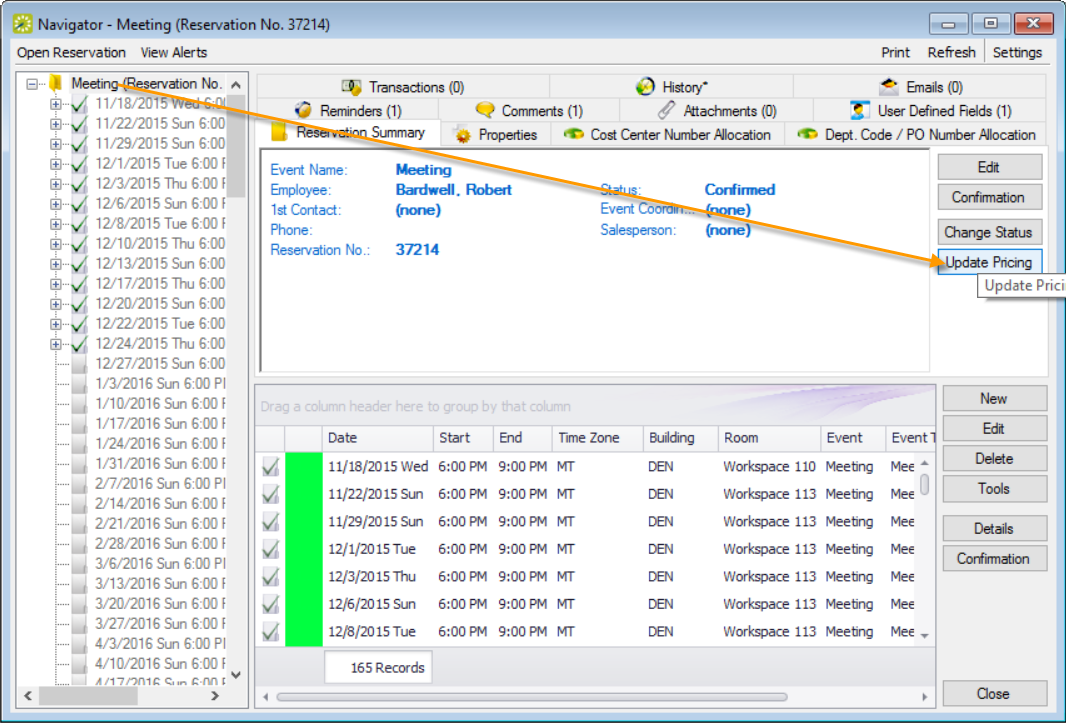 Navigator - Meeting (Reservation No. 37214)
Open Reservation View Alerts Print Refresh Settings
Meeting (Reservation No.
11/18/2015 Wed 6:00
11/22/2015 Sun 6:00
11/29/2015 Sun 6:00
12/1/2015 Tue 6:00 P
12/3/2015 Thu 6:00 P
12/6/2015 Sun 6:00 P
12/8/2015 Tue 6:00 P
12/10/2015 Thu 6:00
12/13/2015 Sun 6:00
12/17/2015 Thu 6:00
12/20/2015 Sun 6:00
12/22/2015 Tue 6:00
12/24/2015 Thu 6:00
12/27/2015 Sun 6:00
1/3/2016 Sun 6:00 PI
1/10/2016 Sun 6:00 F
1/17/2016 Sun 6:00 F
1/24/2016 Sun 6:00 F
1/31/2016 Sun 6:00 F
2/7/2016 Sun 6:00 PI
2/14/2016 Sun 6:00 F
2/21/2016 Sun 6:00 F
2/28/2016 Sun 6:00 F
3/6/2016 Sun 6:00 PI
3/13/2016 Sun 6:00 F
3/20/2016 Sun 6:00 F
3/27/2016 Sun 6:00 F
4/3/2016 Sun 6:00 PI
4/10/2016 Sun 6:00 F
4/17/2016 Sun 6:00 F
Transactions (0) History* Emails (0)
Reminders (1) Comments (1) Attachments (0) User Defined Fields (1)
Reservation Summary Properties Cost Center Number Allocation Dept. Code / PO Number Allocation
Event Name: Meeting
Employee: Bardwell, Robert Status: Confirmed
1st Contact: (none) Event Coordin... (none)
Phone: Salesperson: (none)
Reservation No.: 37214
Edit
Confirmation
Change Status
Update Pricing
Update Prici
Drag a column header here to group by that column
Date Start End Time Zone Building Room Event Event T
11/18/2015 Wed 6:00 PM 9:00 PM MT DEN Workspace 110 Meeting Mee
11/22/2015 Sun 6:00 PM 9:00 PM MT DEN Workspace 113 Meeting Mee
11/29/2015 Sun 6:00 PM 9:00 PM MT DEN Workspace 113 Meeting Mee
12/1/2015 Tue 6:00 PM 9:00 PM MT DEN Workspace 113 Meeting Mee
12/3/2015 Thu 6:00 PM 9:00 PM MT DEN Workspace 113 Meeting Mee
12/6/2015 Sun 6:00 PM 9:00 PM MT DEN Workspace 113 Meeting Mee
12/8/2015 Tue 6:00 PM 9:00 PM MT DEN Workspace 113 Meeting Mee
165 Records
New
Edit
Delete
Tools
Details
Confirmation
Close